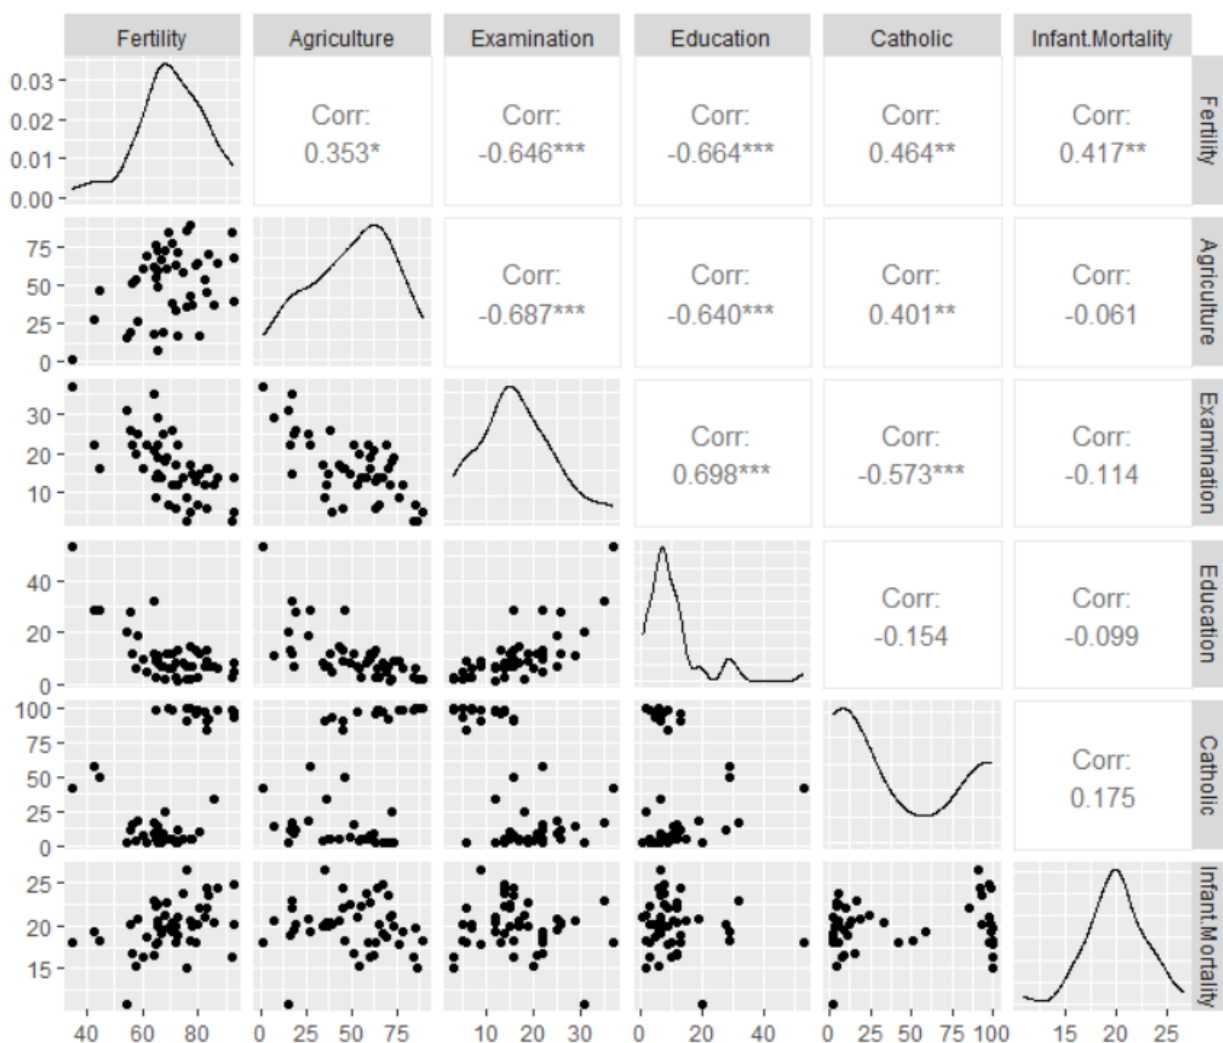 Fertility Agriculture Examination Education Catholic Infant.Mortality
0.03
0.02
0.01
0.00
Corr:
0.353*
Corr:
-0.646***
Corr:
-0.664***
Corr:
0.464**
Corr:
0.417**
Fertility
75
50
25
0
Corr:
-0.687***
Corr:
-0.640***
Corr:
0.401**
Corr:
-0.061
Agriculture
30
20
10
Corr:
0.698***
Corr:
-0.573***
Corr:
-0.114
Examination
40
20
0
Corr:
-0.154
Corr:
-0.099
Education
100
75
50
25
0
Corr:
0.175
Catholic
25
20
15
Infant.Mortality
40 60 80 0 25 50 75 10 20 30 0 20 40 0 25 50 75 100 15 20 25